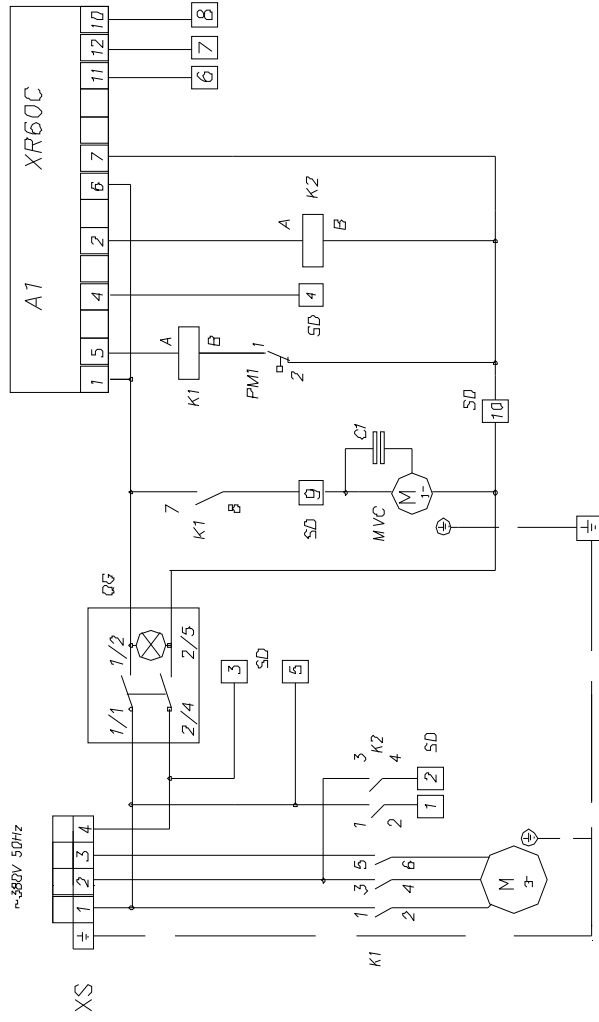 XS
~380V 50Hz
1 2 3 4
QG
1/1 1/2
2/4 2/5
3
SD
5
K1
1 2
3 4
5 6
M
3~
1 2
3 4
K2
1 2
SD
7
K1
SD
9
C1
MVC
M
1~
SD
10
A1 XR60C
1 5 4 2 6 7 11 12 10
K1
A B
PM1
1 2
SD
4
A B
K2
6
7
8